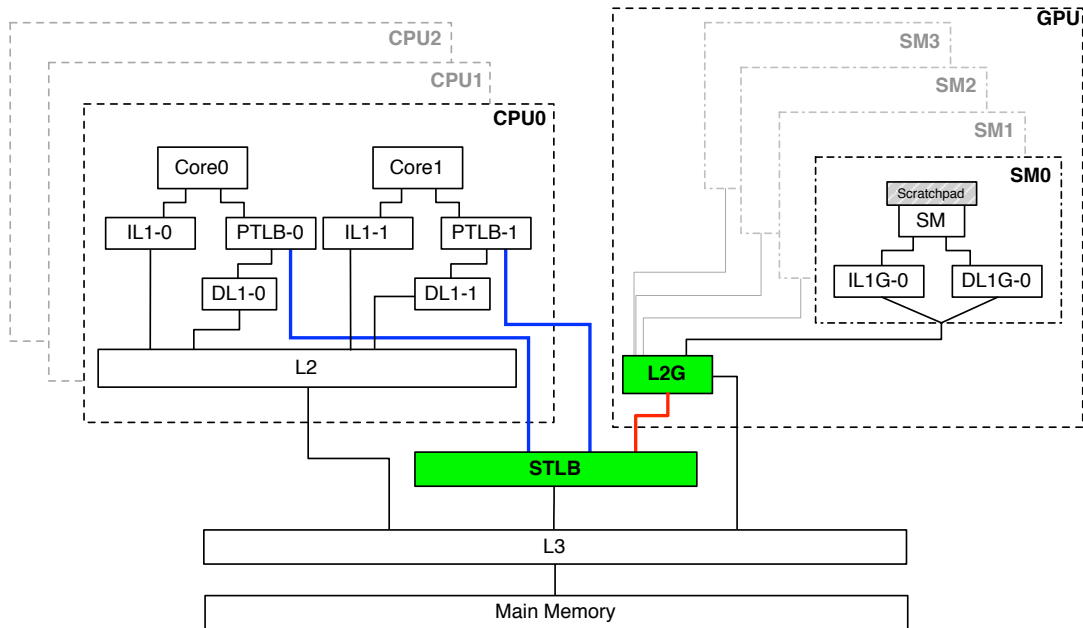 GPU
CPU2
SM3
CPU1
SM2
CPU0
SM1
Core0
Core1
SM0
Scratchpad
SM
IL1-0
PTLB-0
IL1-1
PTLB-1
IL1G-0
DL1G-0
DL1-0
DL1-1
L2
L2G
STLB
L3
Main Memory